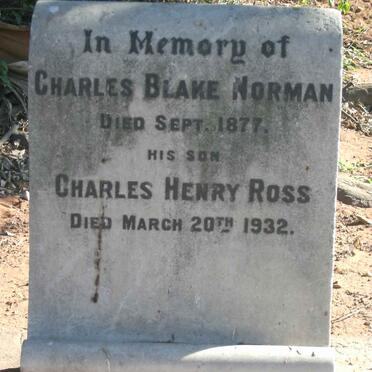 In Memory of
CHARLES BLAKE NORMAN
DIED SEPT. 1877.
HIS SON
CHARLES HENRY ROSS
DIED MARCH 20TH 1932.